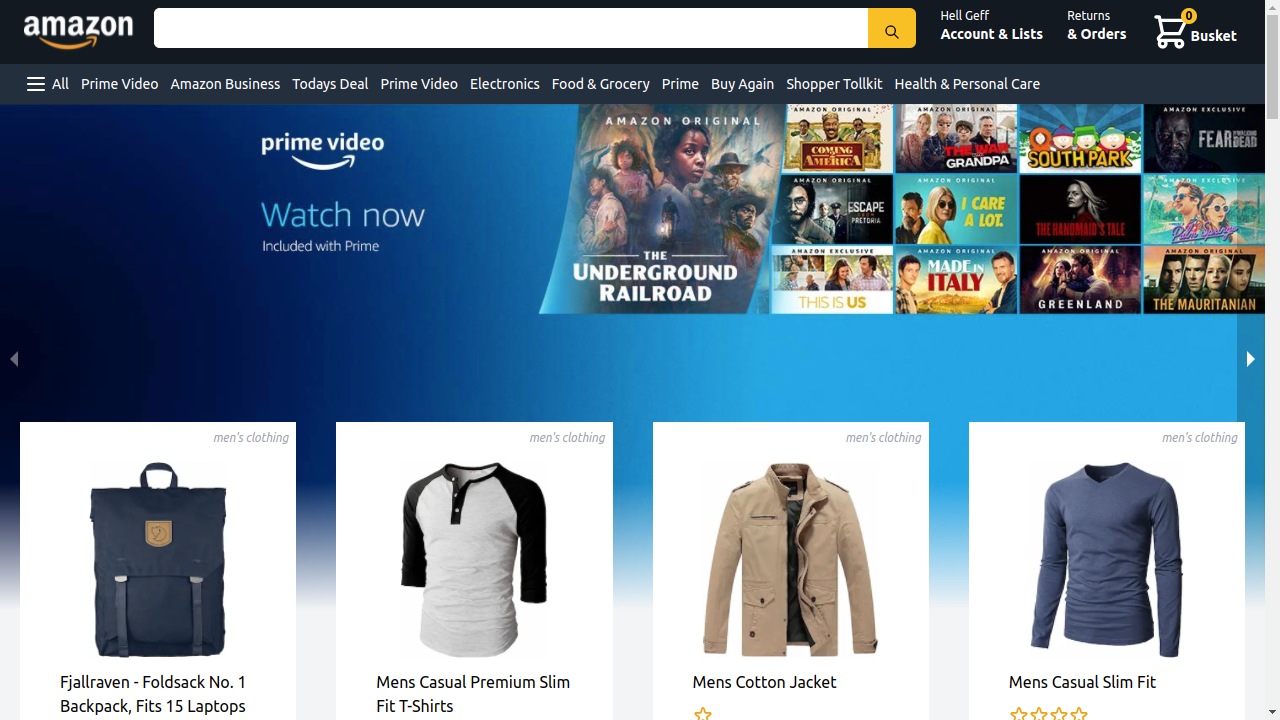 amazon
Hell Geff
Account & Lists
Returns
& Orders
0
Busket
All Prime Video Amazon Business Todays Deal Prime Video Electronics Food & Grocery Prime Buy Again Shopper Tollkit Health & Personal Care
prime video
Watch now
Included with Prime
AMAZON ORIGINAL
THE
UNDERGROUND
RAILROAD
AMAZON ORIGINAL
COMING 2 AMERICA
AMAZON ORIGINAL
THE WAR WITH GRANDPA
AMAZON ORIGINAL
SOUTH PARK
AMAZON EXCLUSIVE
FEAR THE WALKING DEAD
AMAZON ORIGINAL
ESCAPE FROM PRETORIA
AMAZON ORIGINAL
I CARE A LOT.
THE HANDMAID'S TALE
AMAZON EXCLUSIVE
Palm Springs
AMAZON EXCLUSIVE
THIS IS US
AMAZON ORIGINAL
MADE IN ITALY
AMAZON ORIGINAL
GREENLAND
AMAZON ORIGINAL
THE MAURITANIAN
men's clothing
men's clothing
men's clothing
men's clothing
Fjallraven - Foldsack No. 1
Backpack, Fits 15 Laptops
Mens Casual Premium Slim
Fit T-Shirts
Mens Cotton Jacket
Mens Casual Slim Fit